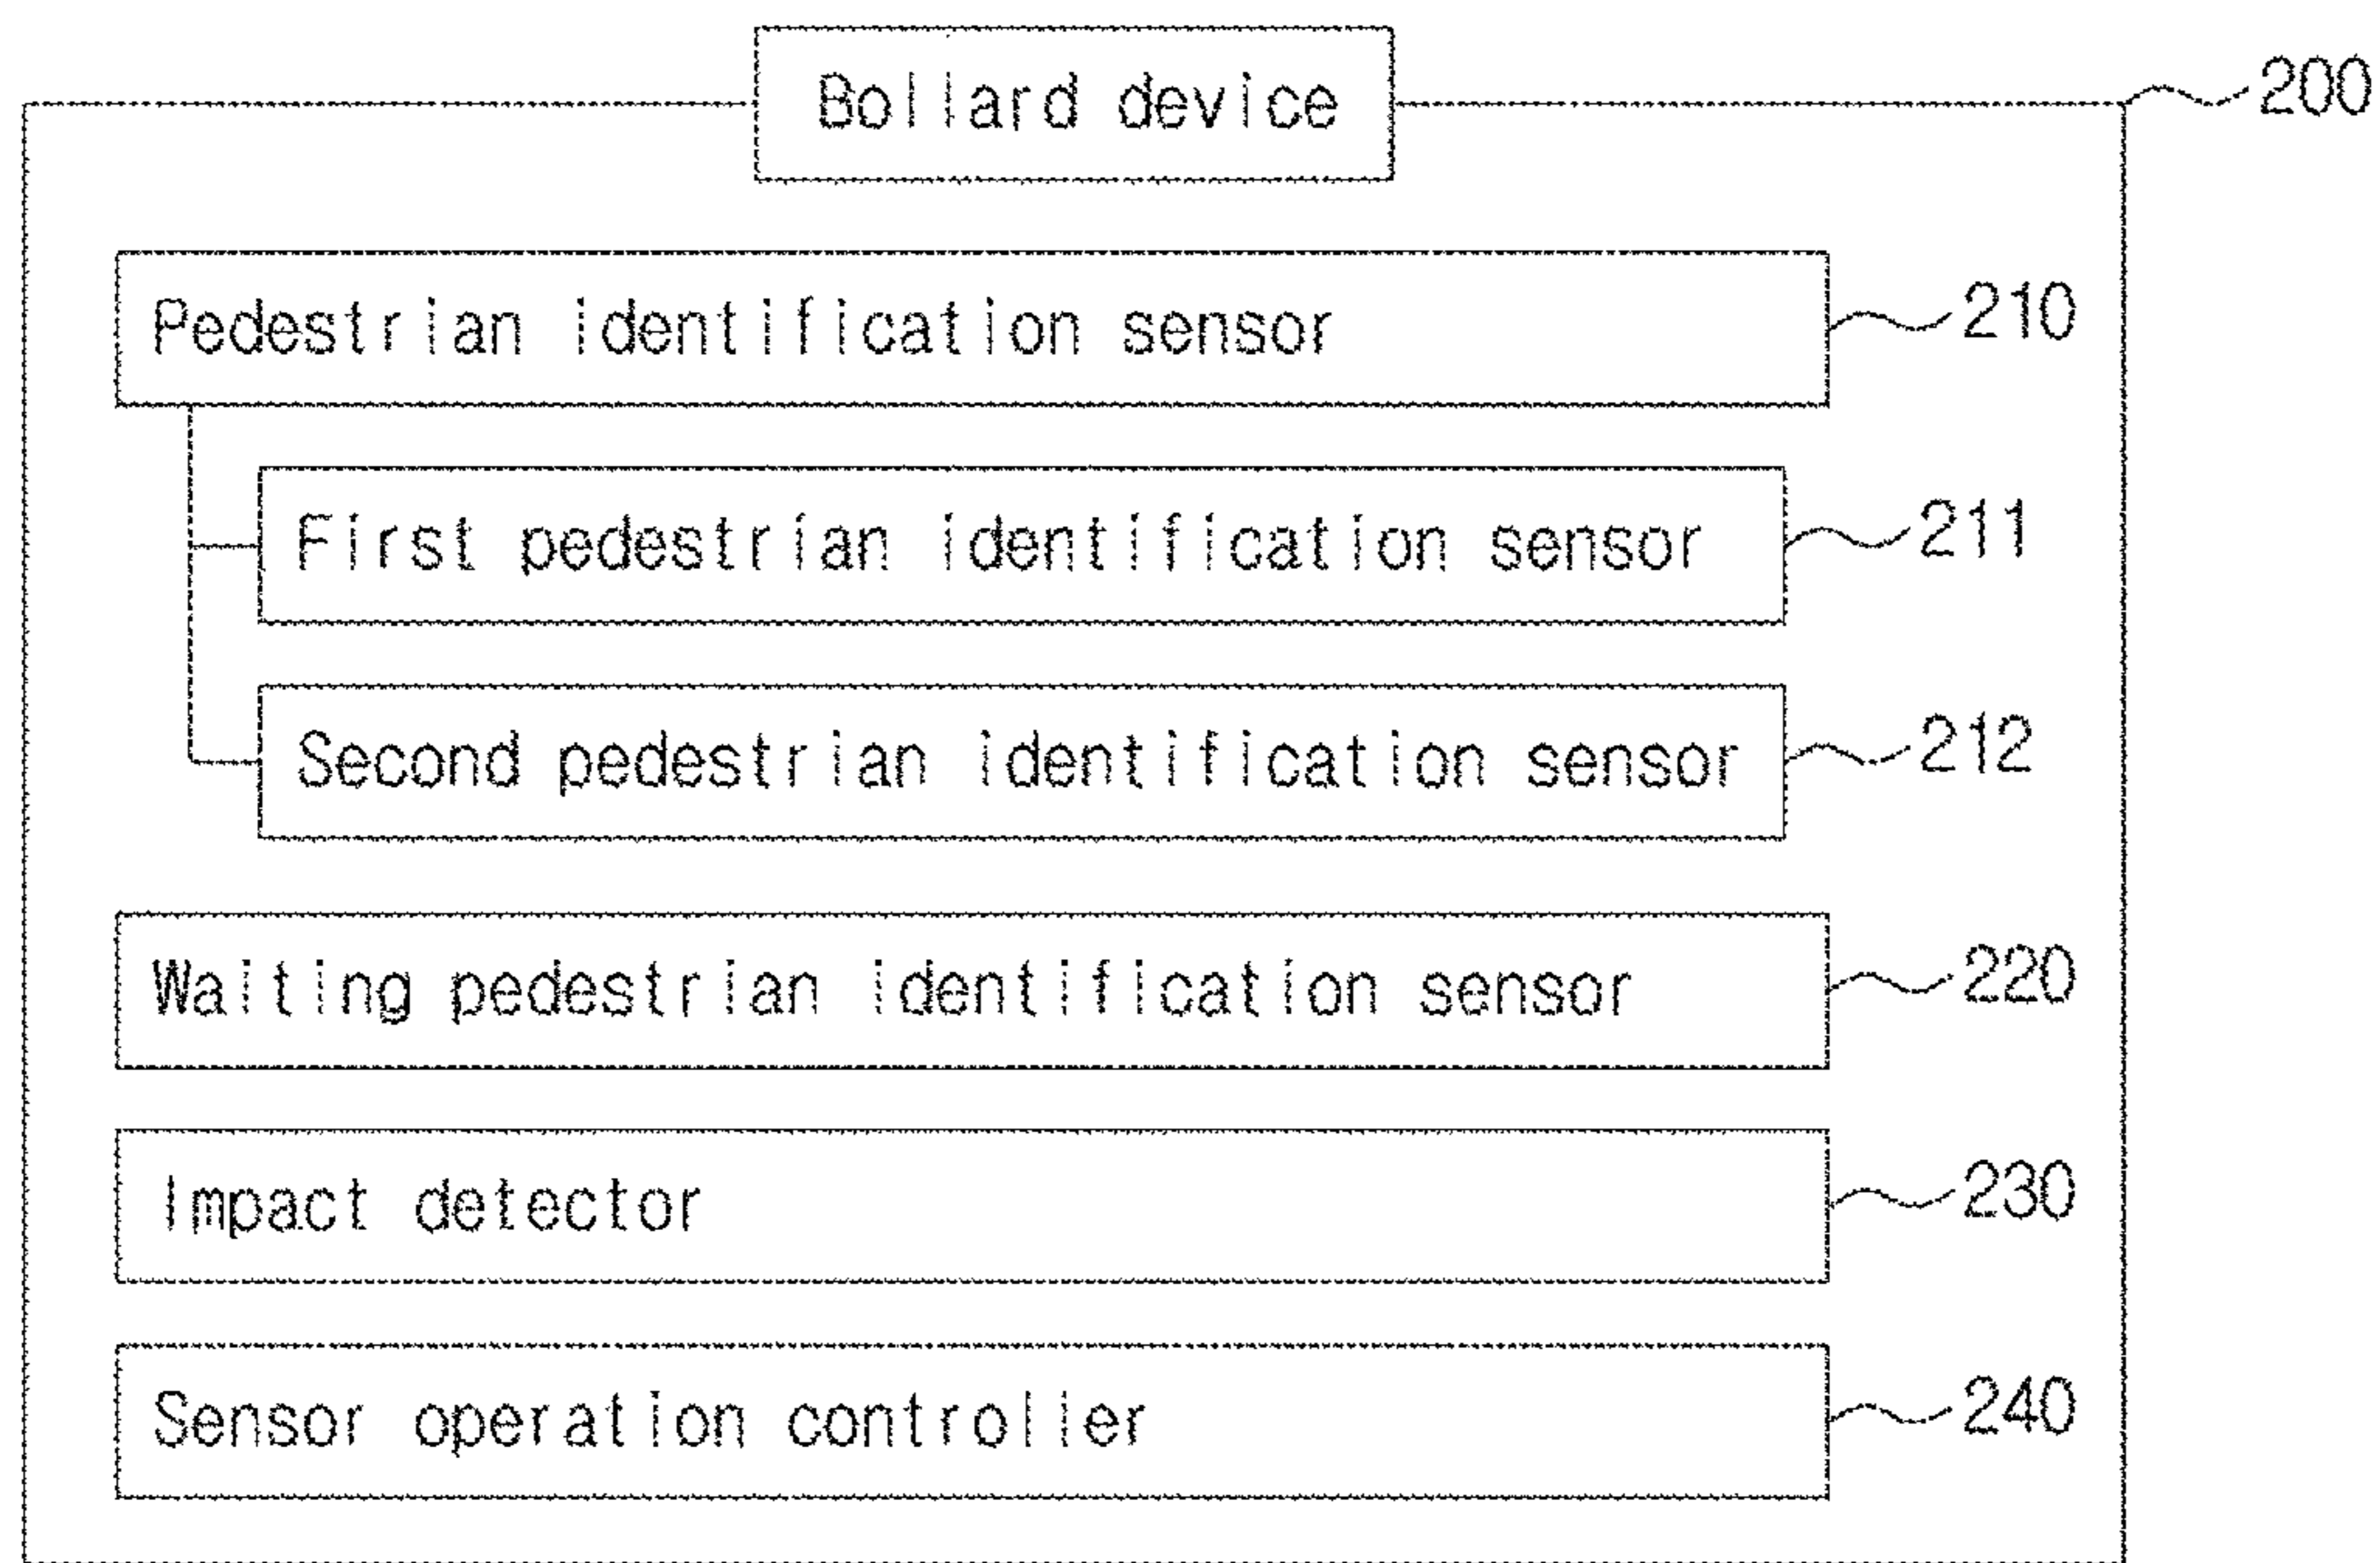 Bollard device
200
Pedestrian identification sensor 210
First pedestrian identification sensor 211
Second pedestrian identification sensor 212
Waiting pedestrian identification sensor 220
Impact detector 230
Sensor operation controller 240